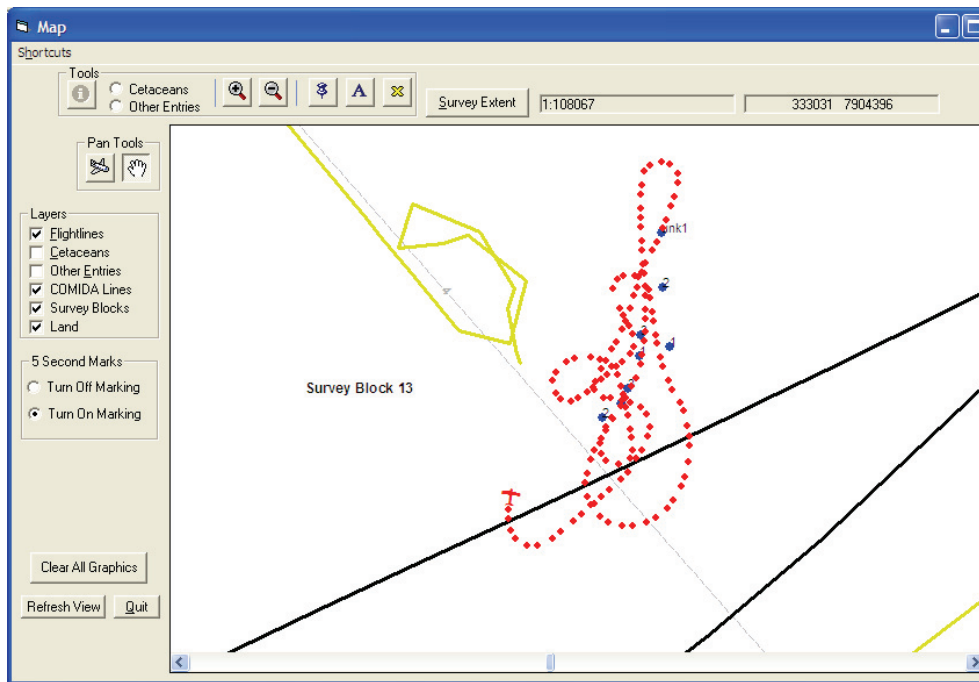 Map
Shortcuts
Tools
Cetaceans
Other Entries
A
Survey Extent
1:108067
333031 7904396
Pan Tools
Layers
Flightlines
Cetaceans
Other Entries
COMIDA Lines
Survey Blocks
Land
5 Second Marks
Turn Off Marking
Turn On Marking
Clear All Graphics
Refresh View
Quit
unk1
2
1
1
2
Survey Block 13